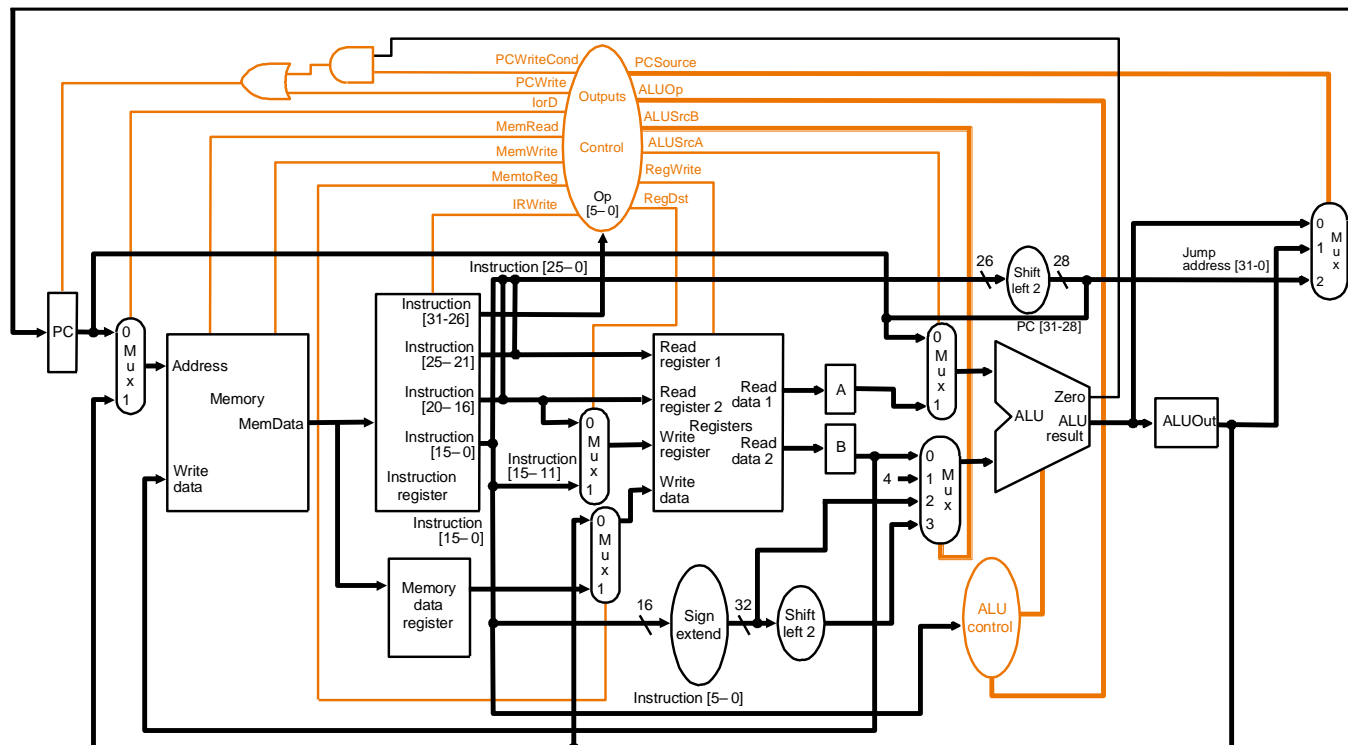 PCWriteCond
PCWrite
IorD
MemRead
MemWrite
MemtoReg
IRWrite
Outputs
Control
Op
[5–0]
PCSource
ALUOp
ALUSrcB
ALUSrcA
RegWrite
RegDst
PC
0
M
u
x
1
Address
Memory
MemData
Write
data
Instruction [25–0]
Instruction
[31-26]
Instruction
[25–21]
Instruction
[20–16]
Instruction
[15–0]
Instruction
register
Instruction
[15–0]
Memory
data
register
Instruction
[15–11]
0
M
u
x
1
0
M
u
x
1
Read
register 1
Read
register 2
Write
register
Write
data
Registers
Read
data 1
Read
data 2
A
B
4
0
M
u
x
1
0
1
2
3
M
u
x
16
Sign
extend
32
Shift
left 2
Instruction [5–0]
26
Shift
left 2
28
PC [31-28]
Jump
address [31-0]
Zero
ALU
ALU
result
ALUOut
ALU
control
0
1
2
M
u
x